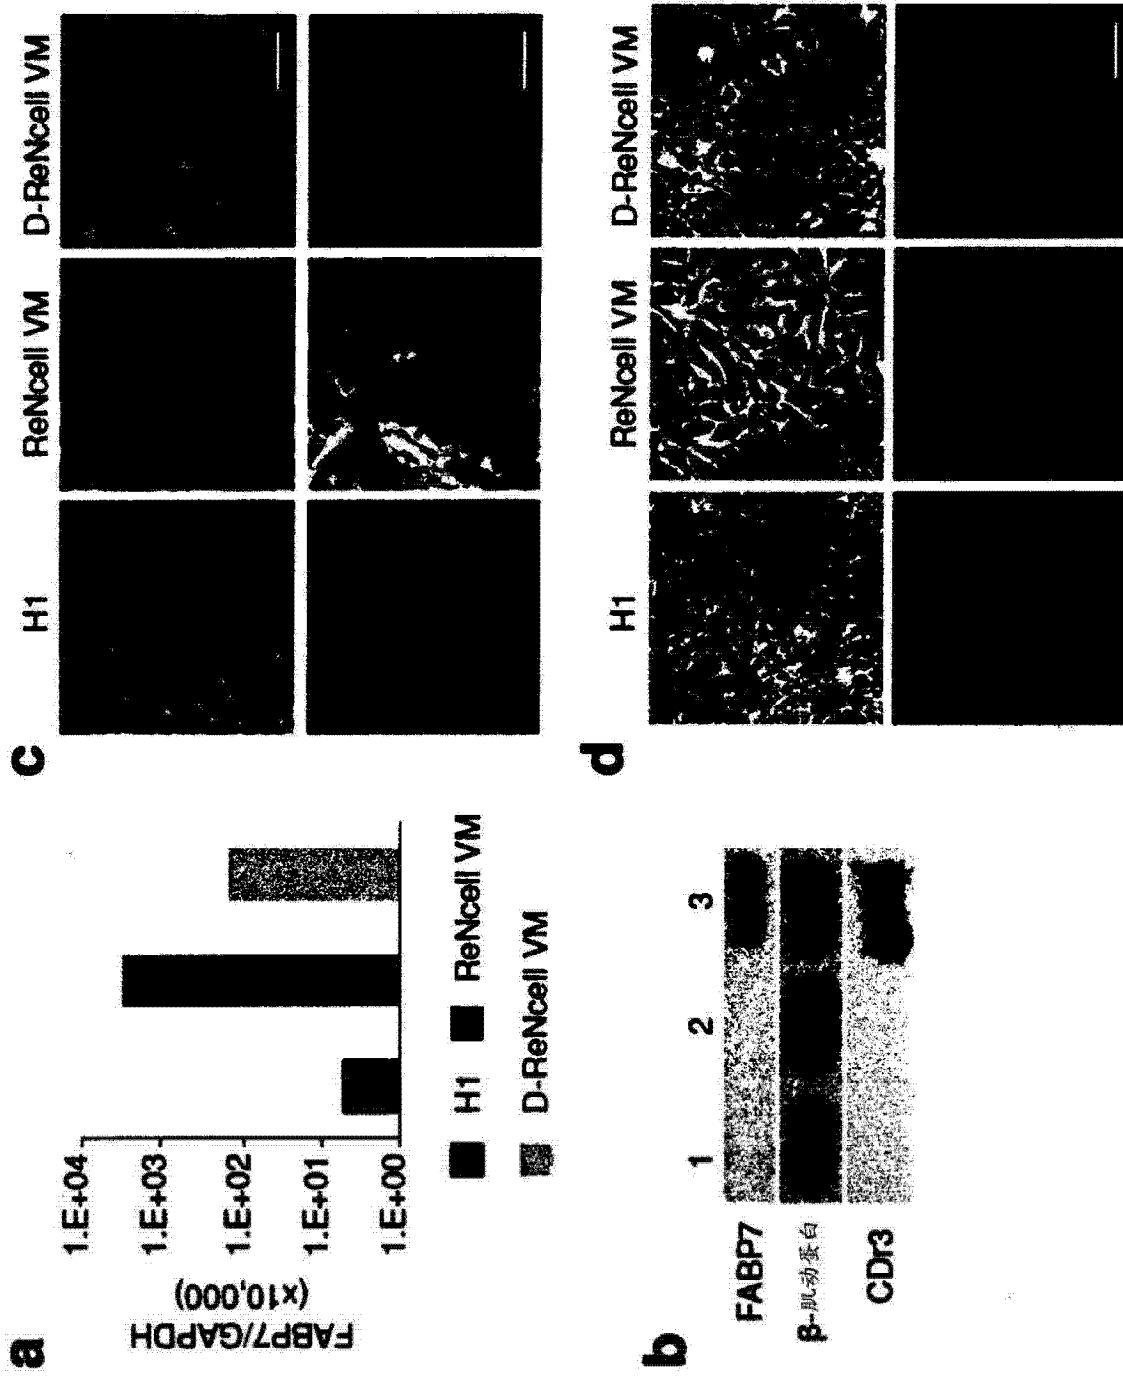 a
FABP7/GAPDH
(x10,000)
1.E+04
1.E+03
1.E+02
1.E+01
1.E+00
H1
ReNcell VM
D-ReNcell VM
b
1
2
3
FABP7
β-肌动蛋白
CDr3
c
H1
ReNcell VM
D-ReNcell VM
d
H1
ReNcell VM
D-ReNcell VM